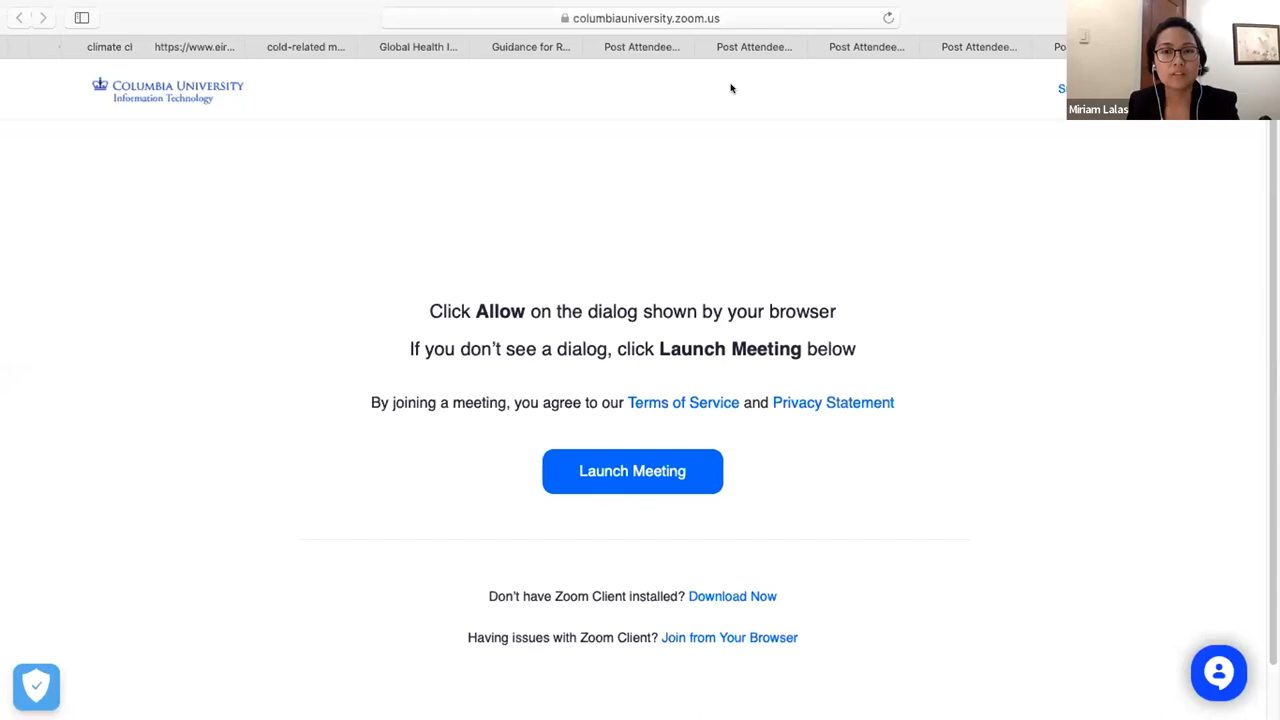 columbiauniversity.zoom.us
climate cl
https://www.eir...
cold-related m...
Global Health I...
Guidance for R...
Post Attendee...
Post Attendee...
Post Attendee...
Post Attendee...
Po
COLUMBIA UNIVERSITY
Information Technology
Miriam Lalas
Click Allow on the dialog shown by your browser
If you don’t see a dialog, click Launch Meeting below
By joining a meeting, you agree to our Terms of Service and Privacy Statement
Launch Meeting
Don’t have Zoom Client installed? Download Now
Having issues with Zoom Client? Join from Your Browser